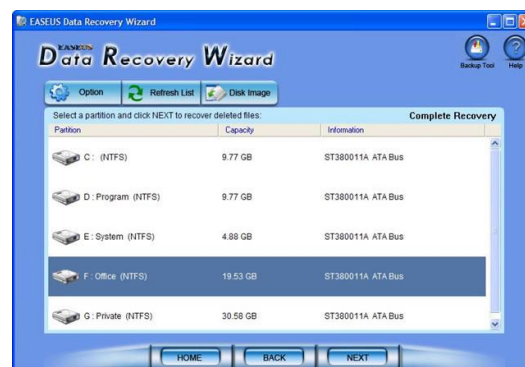 EASEUS Data Recovery Wizard
EASEUS
Data Recovery Wizard
Backup Tool Help
Option Refresh List Disk Image
Select a partition and click NEXT to recover deleted files: Complete Recovery
Partition Capacity Information
C : (NTFS) 9.77 GB ST380011A ATA Bus
D : Program (NTFS) 9.77 GB ST380011A ATA Bus
E : System (NTFS) 4.88 GB ST380011A ATA Bus
F : Office (NTFS) 19.53 GB ST380011A ATA Bus
G : Private (NTFS) 30.58 GB ST380011A ATA Bus
HOME BACK NEXT